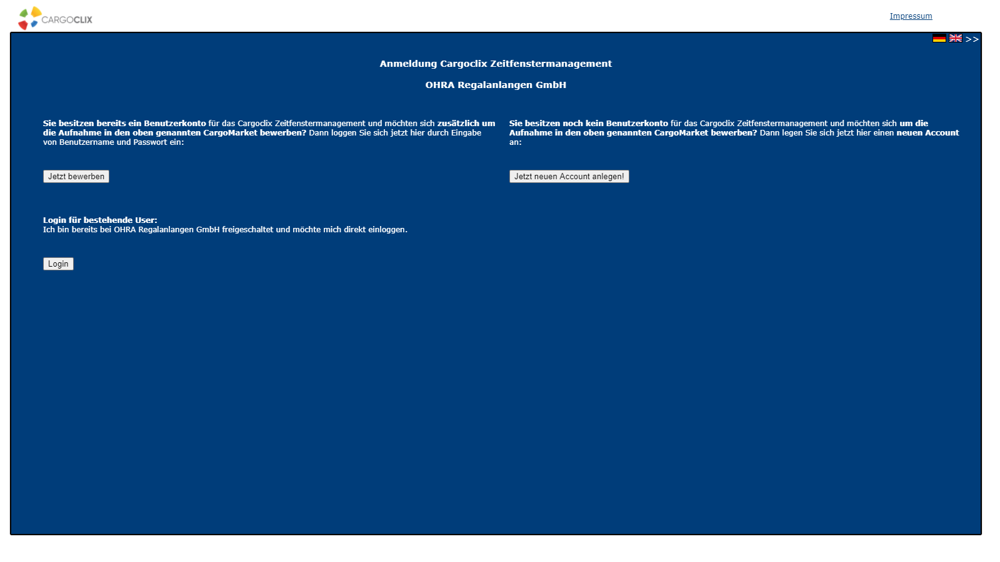 CARGOCLIX
Impressum
>>
Anmeldung Cargoclix Zeitfenstermanagement
OHRA Regalanlangen GmbH
Sie besitzen bereits ein Benutzerkonto für das Cargoclix Zeitfenstermanagement und möchten sich zusätzlich um
die Aufnahme in den oben genannten CargoMarket bewerben? Dann loggen Sie sich jetzt hier durch Eingabe
von Benutzername und Passwort ein:
Jetzt bewerben
Sie besitzen noch kein Benutzerkonto für das Cargoclix Zeitfenstermanagement und möchten sich um die
Aufnahme in den oben genannten CargoMarket bewerben? Dann legen Sie sich jetzt hier einen neuen Account
an:
Jetzt neuen Account anlegen!
Login für bestehende User:
Ich bin bereits bei OHRA Regalanlangen GmbH freigeschaltet und möchte mich direkt einloggen.
Login